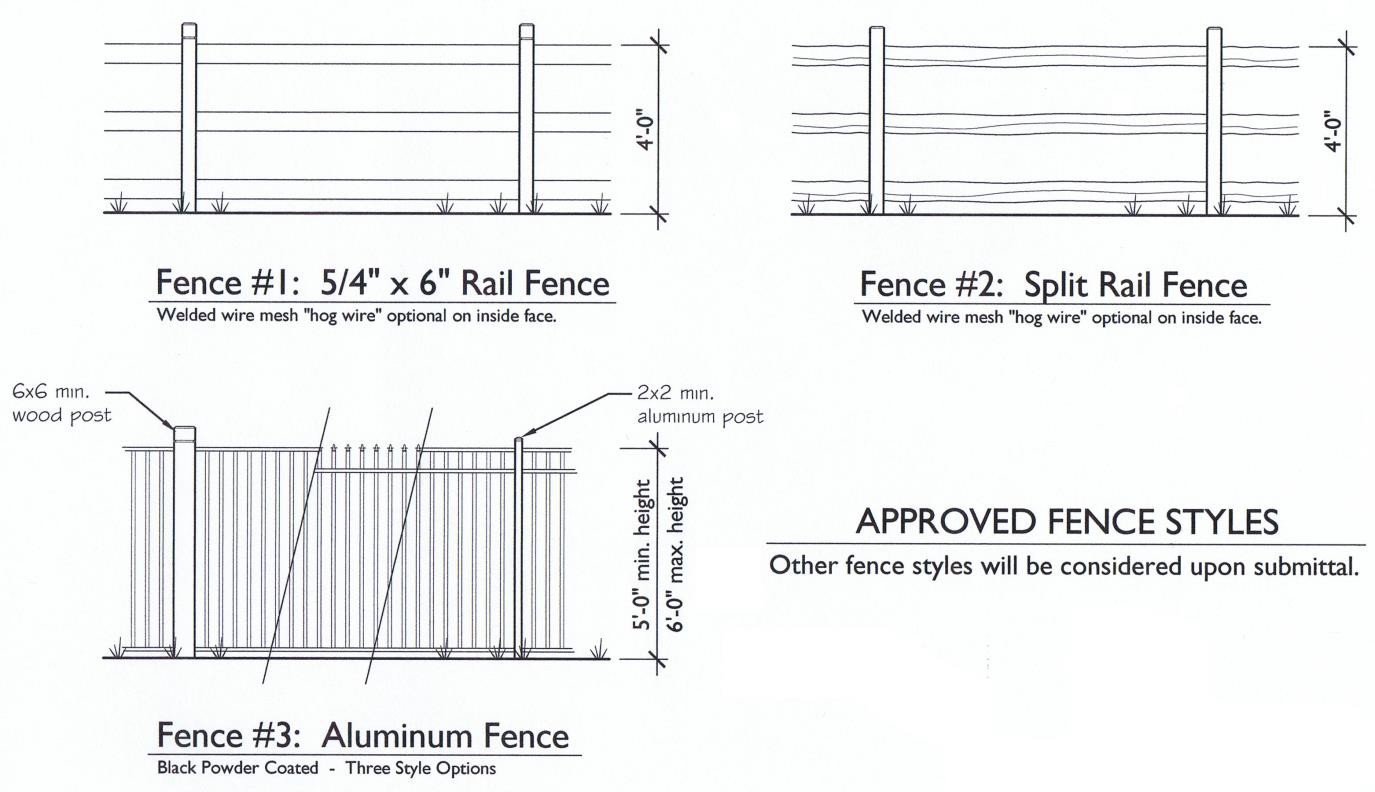 4'-0"
4'-0"
Fence #1: 5/4" x 6" Rail Fence
Welded wire mesh "hog wire" optional on inside face.
Fence #2: Split Rail Fence
Welded wire mesh "hog wire" optional on inside face.
6x6 min.
wood post
2x2 min.
aluminum post
5'-0" min. height
6'-0" max. height
APPROVED FENCE STYLES
Other fence styles will be considered upon submittal.
Fence #3: Aluminum Fence
Black Powder Coated - Three Style Options